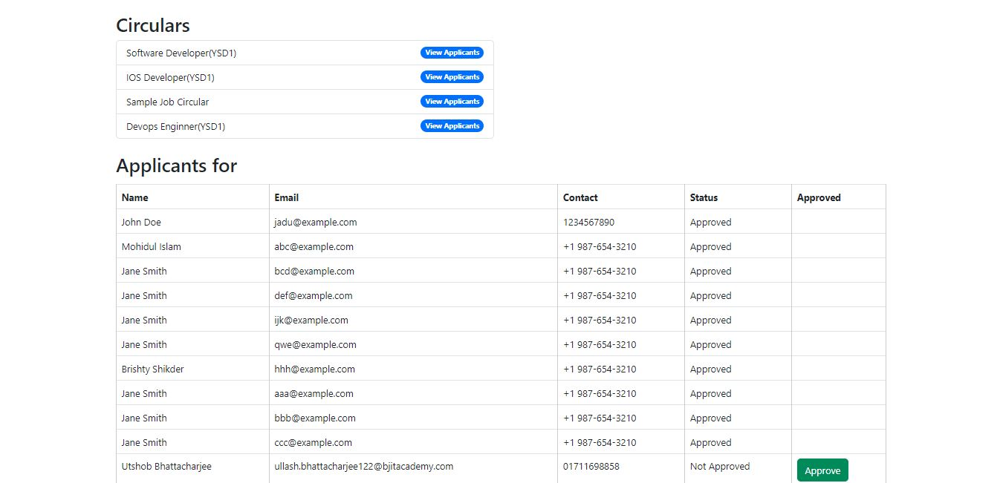 Circulars
Software Developer(YSD1) View Applicants
IOS Developer(YSD1) View Applicants
Sample Job Circular View Applicants
Devops Enginner(YSD1) View Applicants
Applicants for
Name Email Contact Status Approved
John Doe jadu@example.com 1234567890 Approved
Mohidul Islam abc@example.com +1 987-654-3210 Approved
Jane Smith bcd@example.com +1 987-654-3210 Approved
Jane Smith def@example.com +1 987-654-3210 Approved
Jane Smith ijk@example.com +1 987-654-3210 Approved
Jane Smith qwe@example.com +1 987-654-3210 Approved
Brishty Shikder hhh@example.com +1 987-654-3210 Approved
Jane Smith aaa@example.com +1 987-654-3210 Approved
Jane Smith bbb@example.com +1 987-654-3210 Approved
Jane Smith ccc@example.com +1 987-654-3210 Approved
Utshob Bhattacharjee ullash.bhattacharjee122@bjitacademy.com 01711698858 Not Approved Approve